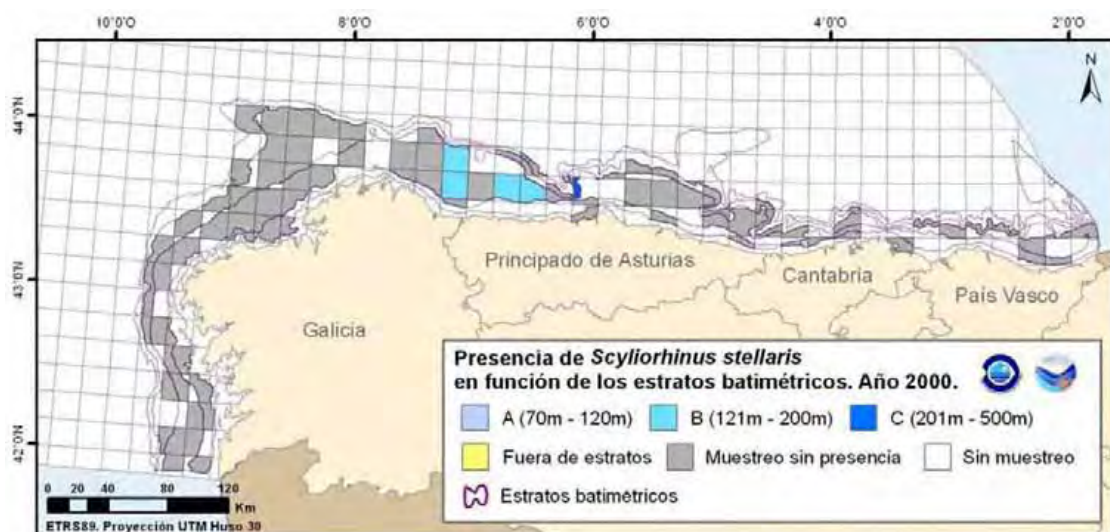 10°0'O 8°0'O 6°0'O 4°0'O 2°0'O
N
44°0'N
43°0'N
42°0'N
Principado de Asturias
Cantabria
País Vasco
Galicia
Presencia de Scyliorhinus stellaris
en función de los estratos batimétricos. Año 2000.
A (70m - 120m) B (121m - 200m) C (201m - 500m)
Fuera de estratos Muestreo sin presencia Sin muestreo
Estratos batimétricos
0 20 40 80 120
Km
ETRS89. Proyección UTM Huso 30